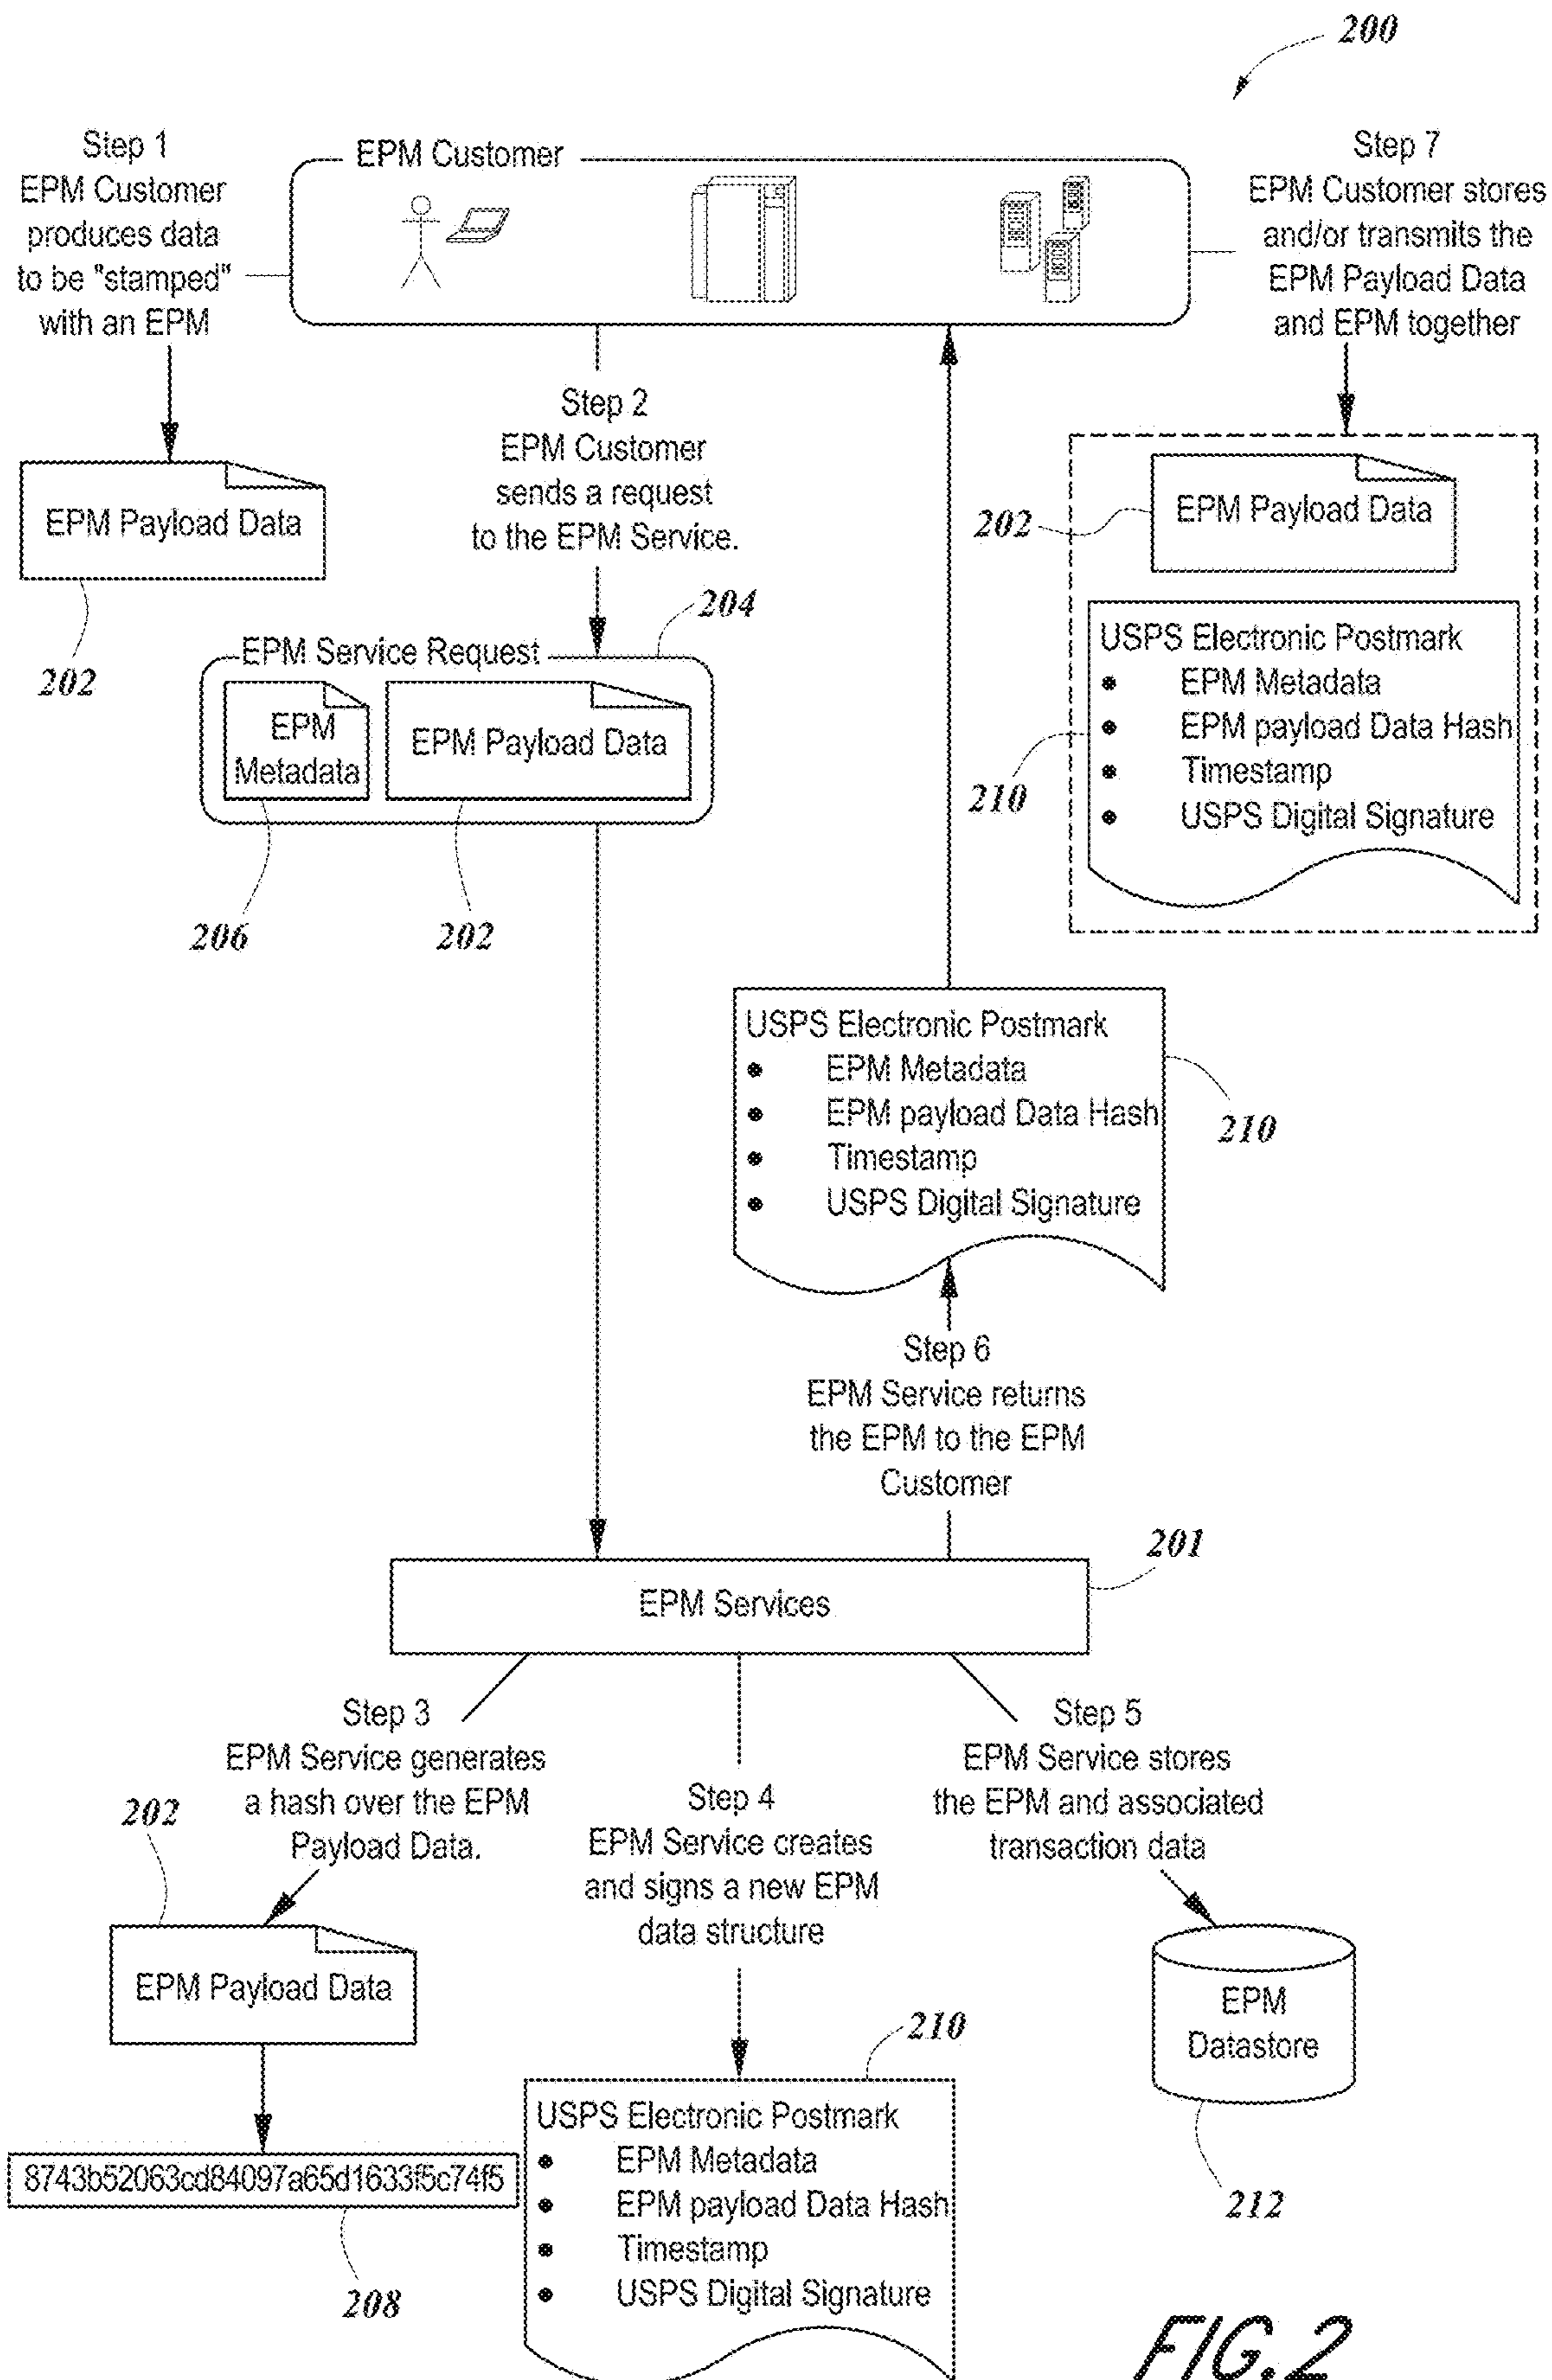 200
Step 1
EPM Customer
produces data
to be "stamped"
with an EPM
EPM Customer
Step 7
EPM Customer stores
and/or transmits the
EPM Payload Data
and EPM together
Step 2
EPM Customer
sends a request
to the EPM Service.
EPM Payload Data
202
EPM Payload Data
202
204
EPM Service Request
EPM
Metadata
EPM Payload Data
206
202
USPS Electronic Postmark
• EPM Metadata
• EPM payload Data Hash
• Timestamp
• USPS Digital Signature
210
USPS Electronic Postmark
• EPM Metadata
• EPM payload Data Hash
• Timestamp
• USPS Digital Signature
210
Step 6
EPM Service returns
the EPM to the EPM
Customer
201
EPM Services
Step 3
EPM Service generates
a hash over the EPM
Payload Data.
202
EPM Payload Data
8743b52063cd84097a65d1633f5c74f5
208
Step 4
EPM Service creates
and signs a new EPM
data structure
210
USPS Electronic Postmark
• EPM Metadata
• EPM payload Data Hash
• Timestamp
• USPS Digital Signature
Step 5
EPM Service stores
the EPM and associated
transaction data
EPM
Datastore
212
FIG.2